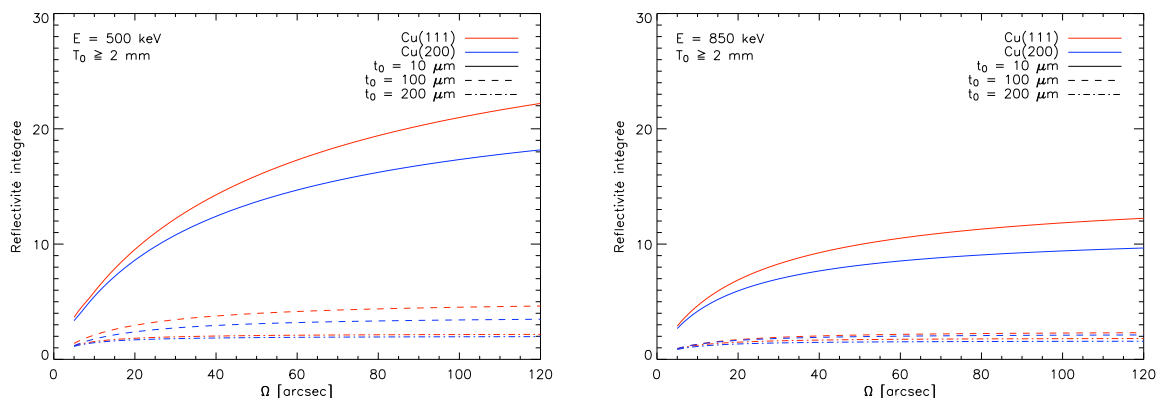 30
20
10
0
E = 500 keV
T₀ ≧ 2 mm
Cu(111)
Cu(200)
t₀ = 10 μm
t₀ = 100 μm
t₀ = 200 μm
Reflectivité intégrée
0 20 40 60 80 100 120
Ω [arcsec]
30
20
10
0
E = 850 keV
T₀ ≧ 2 mm
Cu(111)
Cu(200)
t₀ = 10 μm
t₀ = 100 μm
t₀ = 200 μm
Reflectivité intégrée
0 20 40 60 80 100 120
Ω [arcsec]